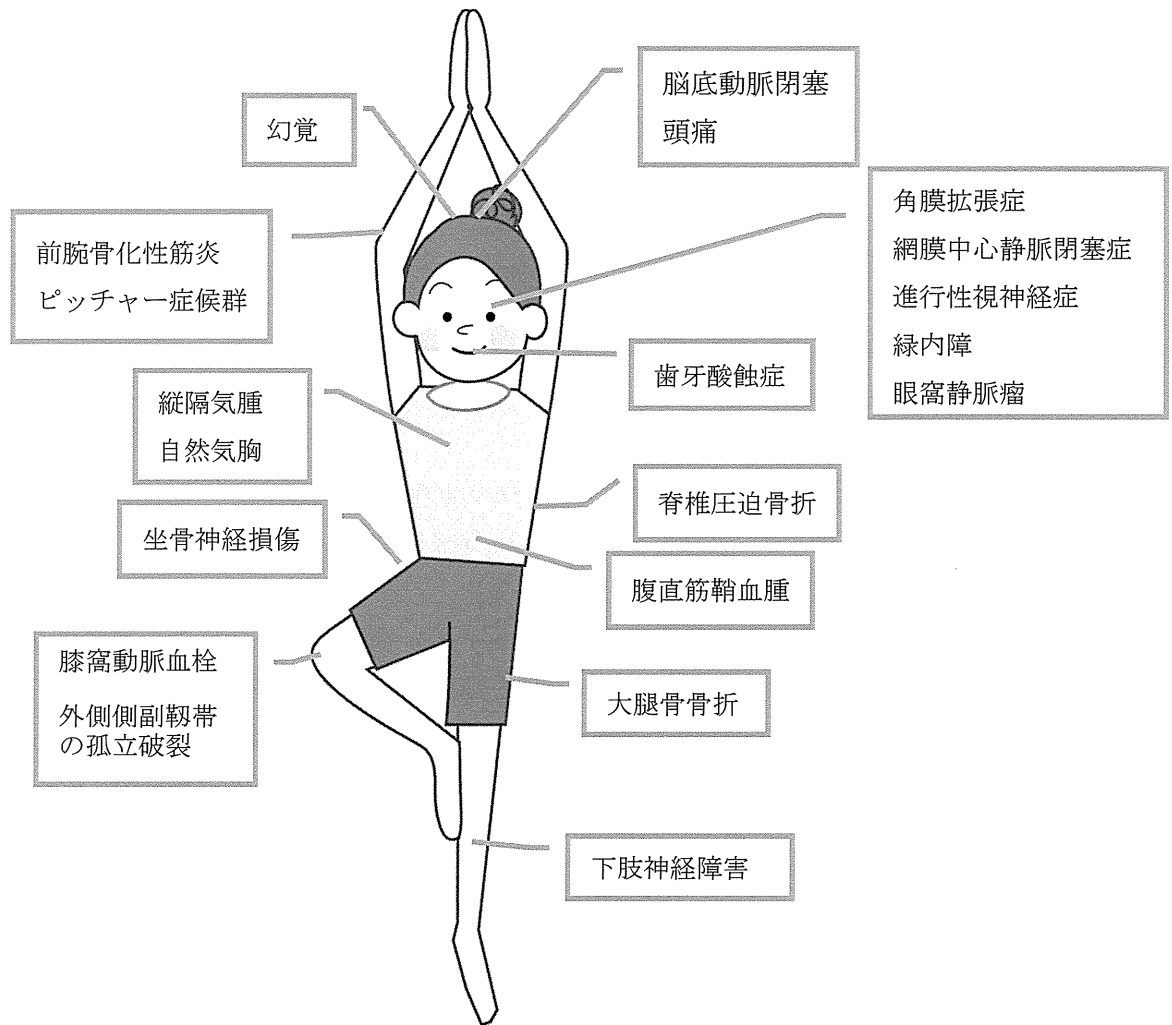 脳底動脈閉塞
頭痛
幻覚
角膜拡張症
網膜中心静脈閉塞症
進行性視神経症
緑内障
眼窩静脈瘤
前腕骨化性筋炎
ピッチャー症候群
歯牙酸蝕症
縦隔気腫
自然気胸
脊椎圧迫骨折
坐骨神経損傷
腹直筋鞘血腫
膝窩動脈血栓
外側側副靱帯
の孤立破裂
大腿骨骨折
下肢神経障害